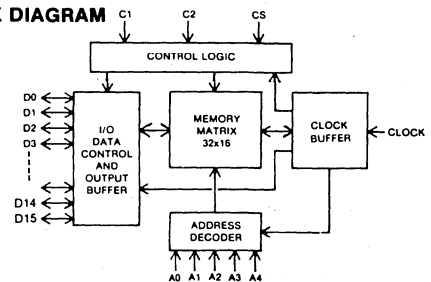 DIAGRAM
C1 C2 CS
CONTROL LOGIC
D0
D1
D2
D3
D14
D15
I/O
DATA
CONTROL
AND
OUTPUT
BUFFER
MEMORY
MATRIX
32x16
CLOCK
BUFFER
CLOCK
ADDRESS
DECODER
A0 A1 A2 A3 A4